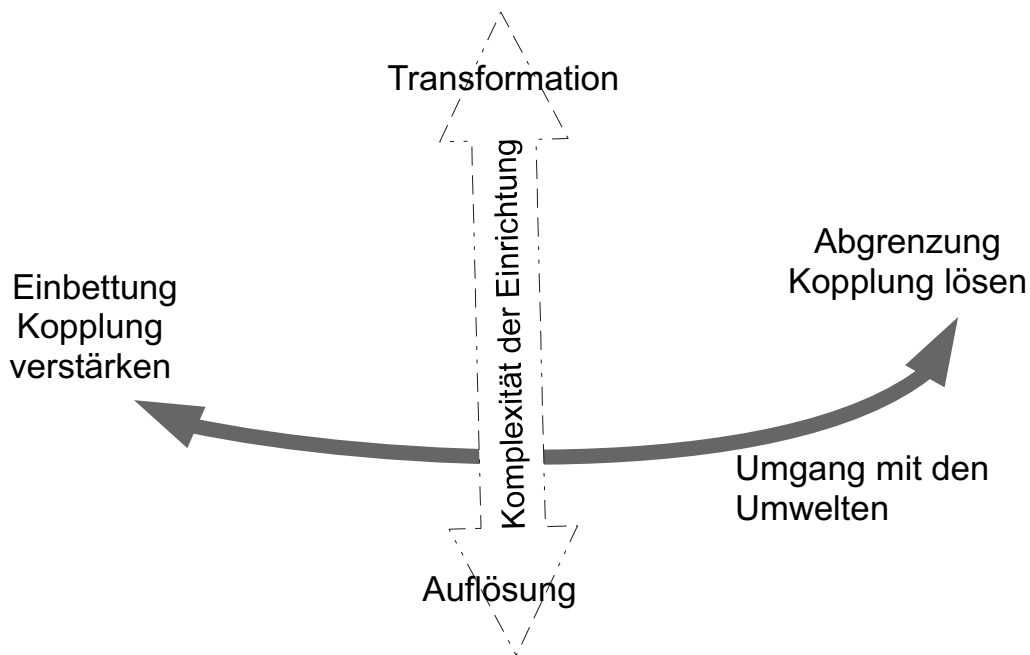 Transformation
Komplexität der Einrichtung
Abgrenzung
Kopplung lösen
Einbettung
Kopplung
verstärken
Umgang mit den
Umwelten
Auflösung